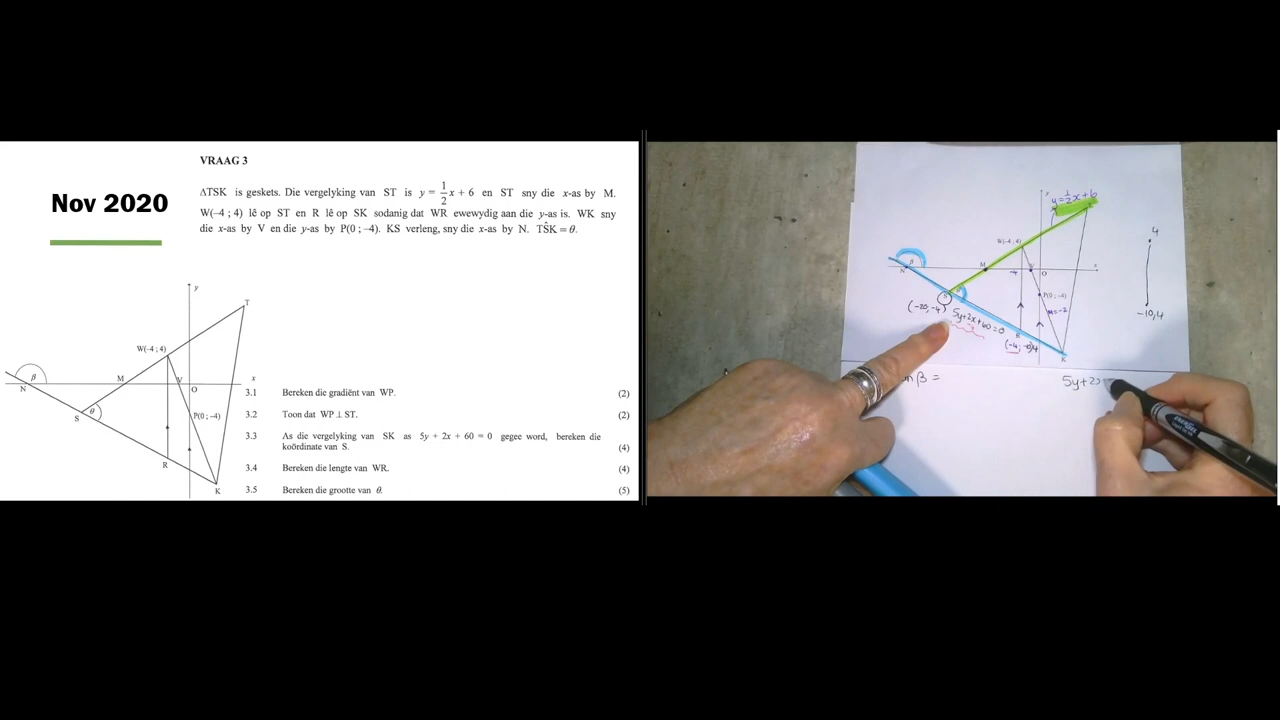 Nov 2020
VRAAG 3
ΔTSK is geskets. Die vergelyking van ST is y = 1/2 x + 6 en ST sny die x-as by M.
W(–4 ; 4) lê op ST en R lê op SK sodanig dat WR ewewydig aan die y-as is. WK sny
die x-as by V en die y-as by P(0 ; –4). KS verleng, sny die x-as by N. TŜK = θ.
y
T
W(–4 ; 4)
β
M
V
x
N
O
θ
S
P(0 ; –4)
R
K
3.1 Bereken die gradiënt van WP. (2)
3.2 Toon dat WP ⊥ ST. (2)
3.3 As die vergelyking van SK as 5y + 2x + 60 = 0 gegee word, bereken die
koördinate van S. (4)
3.4 Bereken die lengte van WR. (4)
3.5 Bereken die grootte van θ. (5)
y
y = 1/2 x + 6
W(–4 ; 4)
4
β
N
M
V
x
-4
O
S
θ
P(0 ; –4)
(-20;-4)
5y+2x+60=0
m=-2
-10,4
R
K
β =
5y+2x